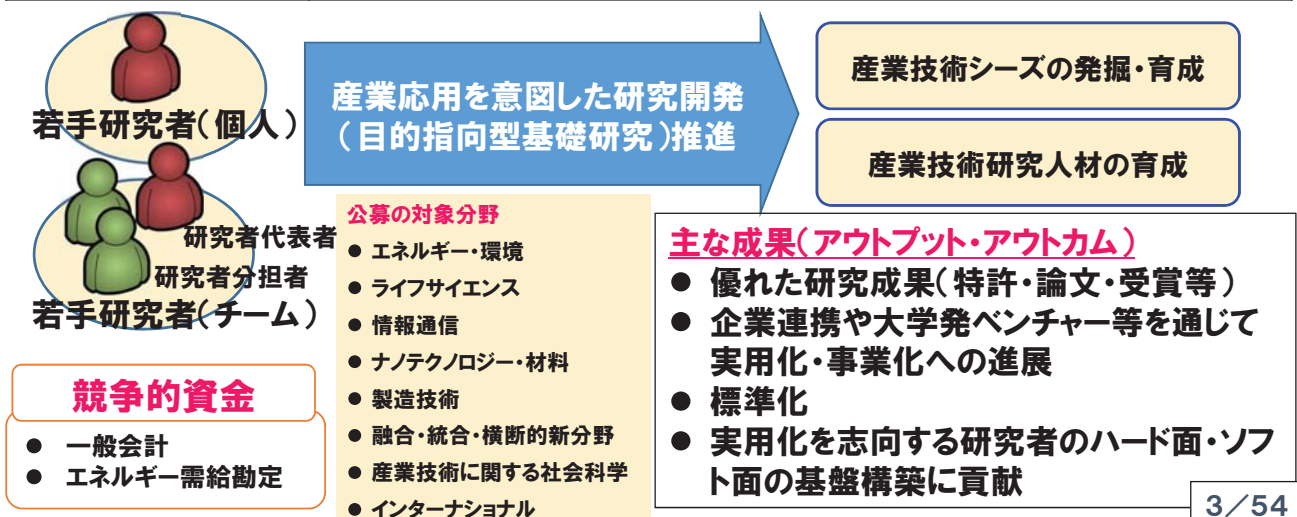 若手研究者(個人)
研究者代表者
研究者分担者
若手研究者(チーム)
競争的資金
● 一般会計
● エネルギー需給勘定
産業応用を意図した研究開発
(目的指向型基礎研究)推進
公募の対象分野
● エネルギー・環境
● ライフサイエンス
● 情報通信
● ナノテクノロジー・材料
● 製造技術
● 融合・統合・横断的新分野
● 産業技術に関する社会科学
● インターナショナル
産業技術シーズの発掘・育成
産業技術研究人材の育成
主な成果(アウトプット・アウトカム)
● 優れた研究成果(特許・論文・受賞等)
● 企業連携や大学発ベンチャー等を通じて
実用化・事業化への進展
● 標準化
● 実用化を志向する研究者のハード面・ソフ
ト面の基盤構築に貢献
3/54